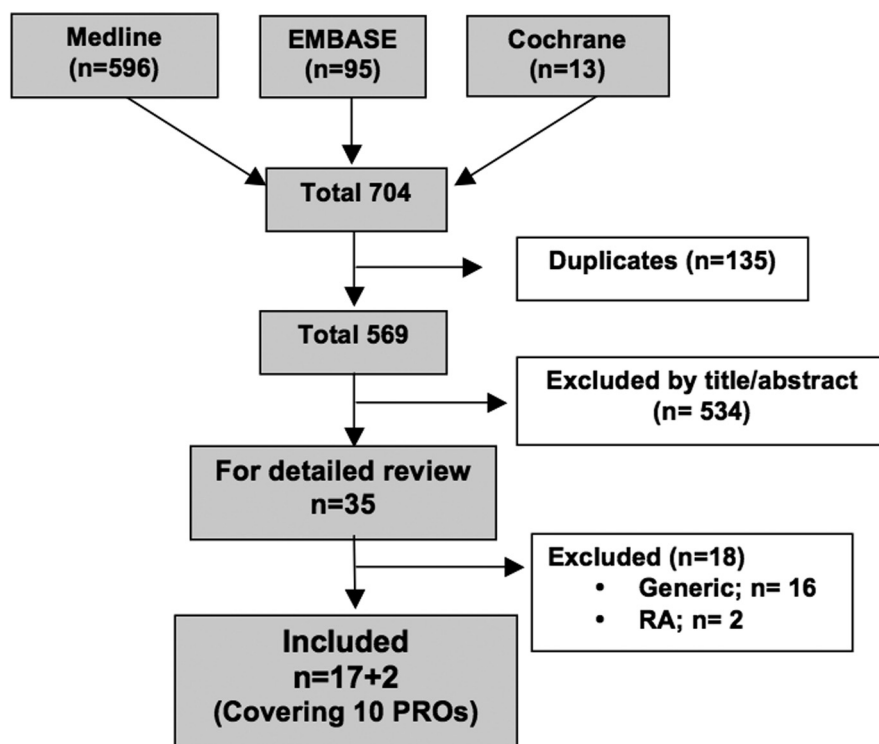 Medline
(n=596)
EMBASE
(n=95)
Cochrane
(n=13)
Total 704
Duplicates (n=135)
Total 569
Excluded by title/abstract
(n= 534)
For detailed review
n=35
Excluded (n=18)
• Generic; n= 16
• RA; n= 2
Included
n=17+2
(Covering 10 PROs)